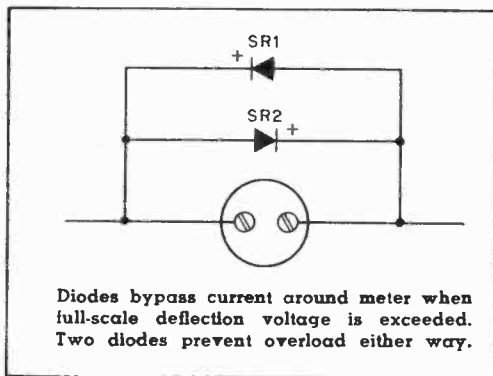 SR1
+
SR2
+
Diodes bypass current around meter when
full-scale deflection voltage is exceeded.
Two diodes prevent overload either way.